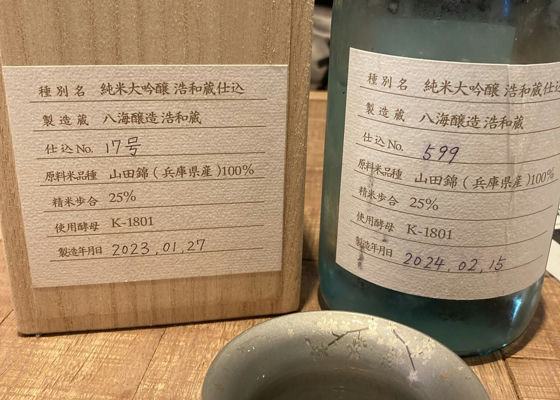 種別名 純米大吟醸 浩和蔵仕込
製造蔵 八海醸造 浩和蔵
仕込No. 17号
原料米品種 山田錦(兵庫県産)100%
精米歩合 25%
使用酵母 K-1801
製造年月日 2023.01.27
種別名 純米大吟醸 浩和蔵仕込
製造蔵 八海醸造 浩和蔵
仕込No. 599
原料米品種 山田錦(兵庫県産)100%
精米歩合 25%
使用酵母 K-1801
製造年月日 2024.02.15